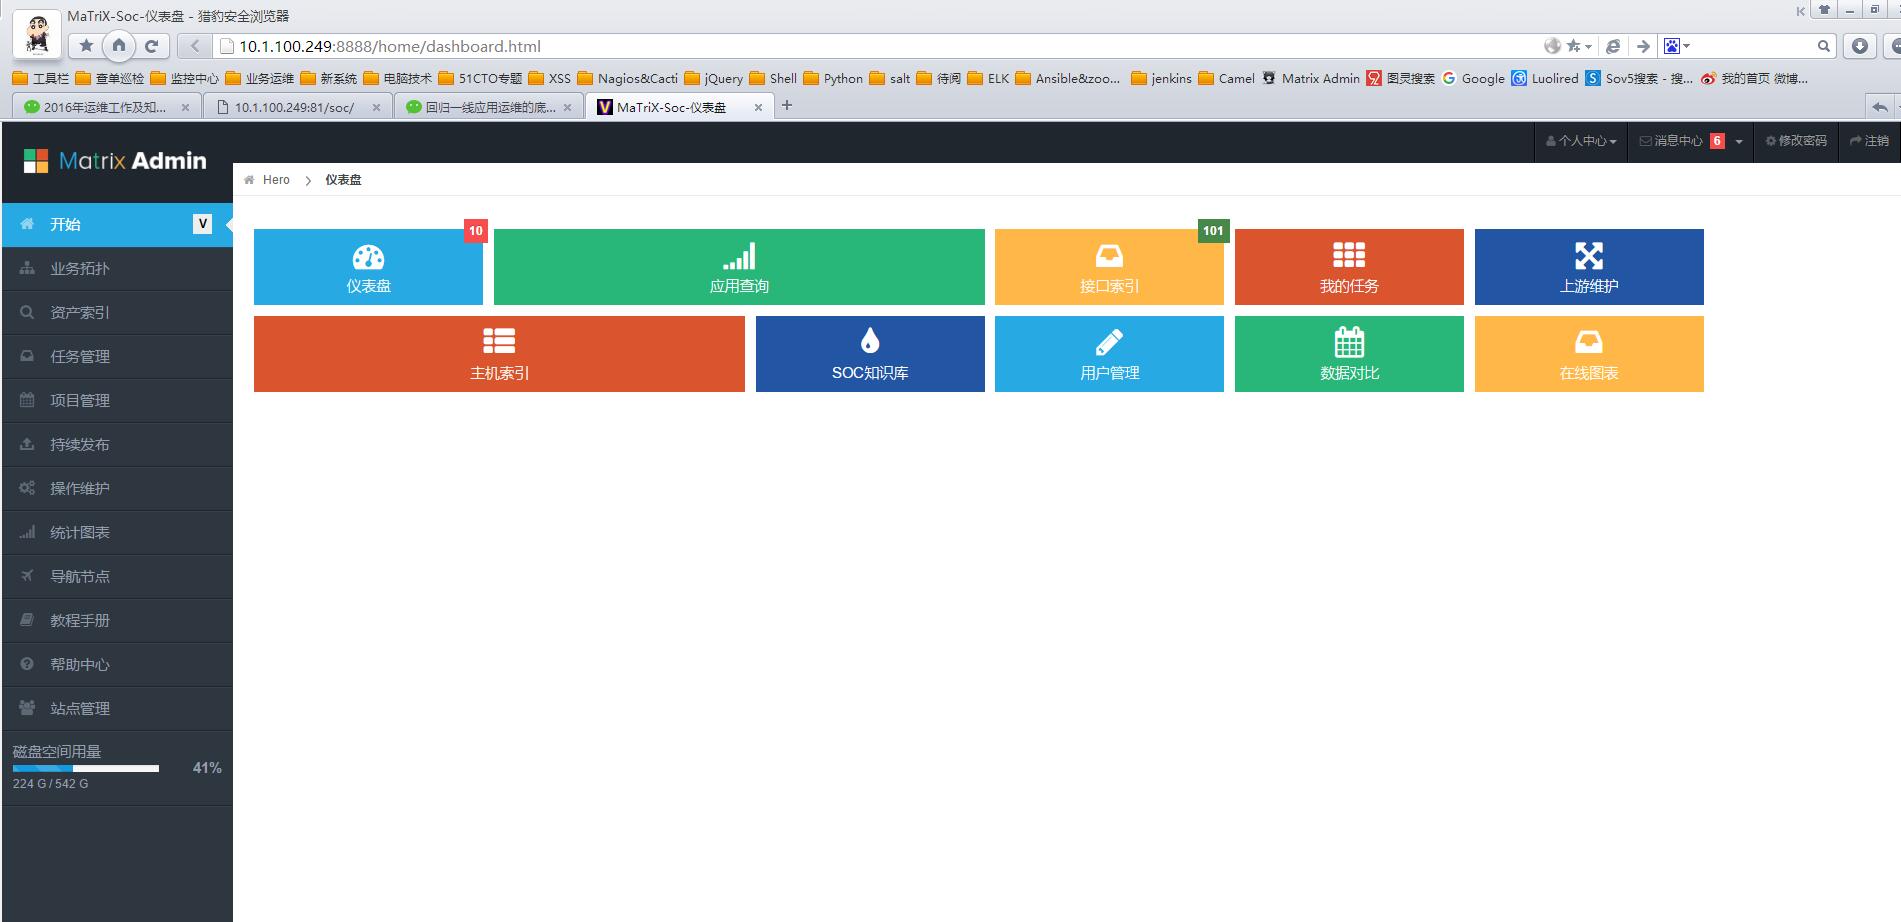 MaTriX-Soc-仪表盘 - 猎豹安全浏览器
10.1.100.249:8888/home/dashboard.html
工具栏 查单巡检 监控中心 业务运维 新系统 电脑技术 51CTO专题 XSS Nagios&Cacti jQuery Shell Python salt 待阅 ELK Ansible&zoo... jenkins Camel Matrix Admin 图灵搜索 Google Luolired Sov5搜索 - 搜... 我的首页 微博...
2016年运维工作及知... 10.1.100.249:81/soc/ 回归一线应用运维的底... MaTriX-Soc-仪表盘
Matrix Admin
个人中心 消息中心 6 修改密码 注销
Hero 仪表盘
开始 V
业务拓扑
资产索引
任务管理
项目管理
持续发布
操作维护
统计图表
导航节点
教程手册
帮助中心
站点管理
磁盘空间用量
41%
224 G / 542 G
10
仪表盘
应用查询
101
接口索引
我的任务
上游维护
主机索引
SOC知识库
用户管理
数据对比
在线图表